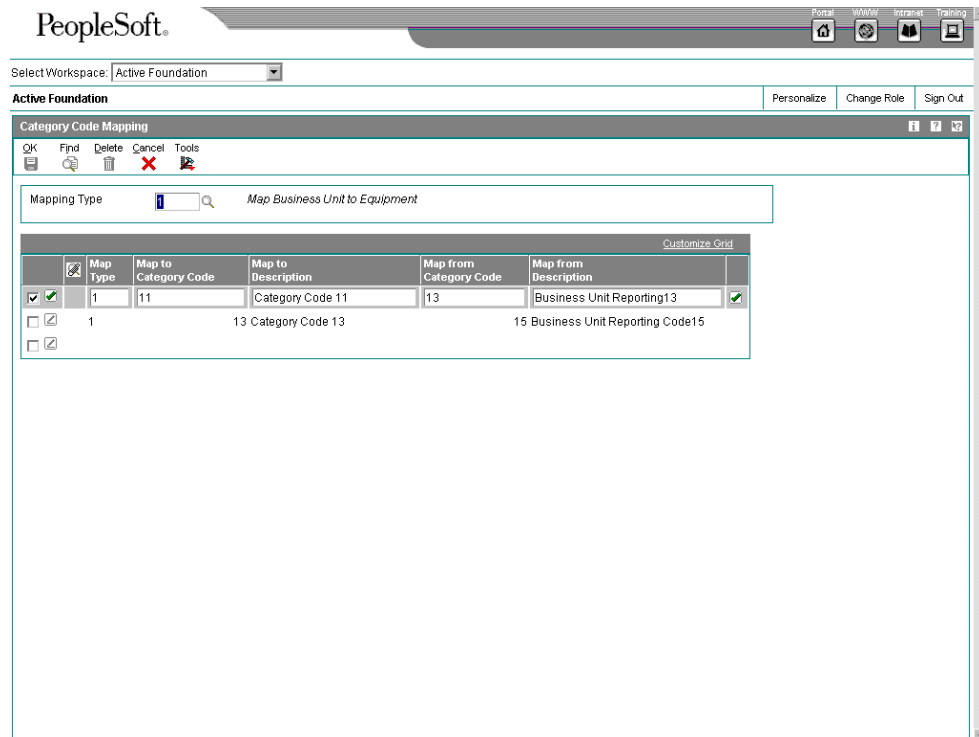 Portal WWW Intranet Training
PeopleSoft®
Select Workspace: Active Foundation
Active Foundation Personalize Change Role Sign Out
Category Code Mapping
OK Find Delete Cancel Tools
Mapping Type 1 Map Business Unit to Equipment
Customize Grid
Map Type Map to Category Code Map to Description Map from Category Code Map from Description
1 11 Category Code 11 13 Business Unit Reporting13
1 13 Category Code 13 15 Business Unit Reporting Code15